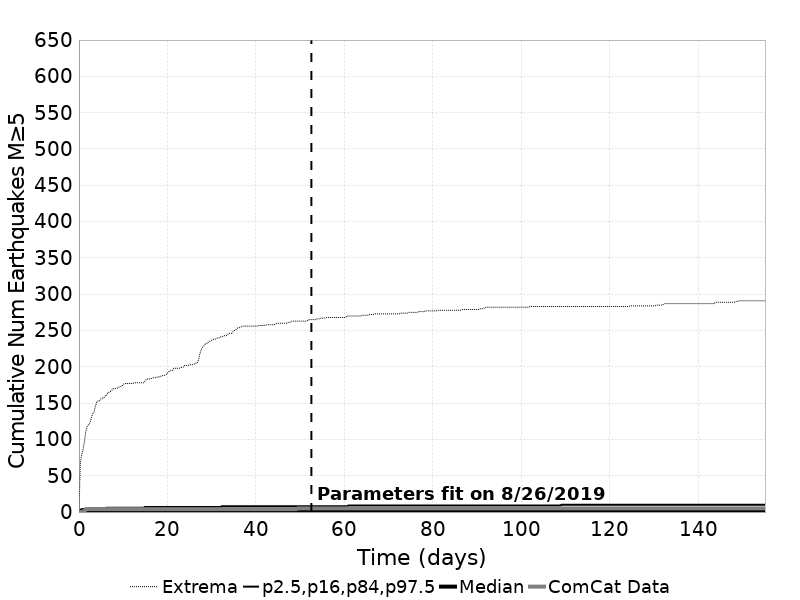 650
600
550
500
450
400
350
300
250
200
150
100
50
0
Cumulative Num Earthquakes M≥5
Parameters fit on 8/26/2019
0 20 40 60 80 100 120 140
Time (days)
Extrema p2.5,p16,p84,p97.5 Median ComCat Data